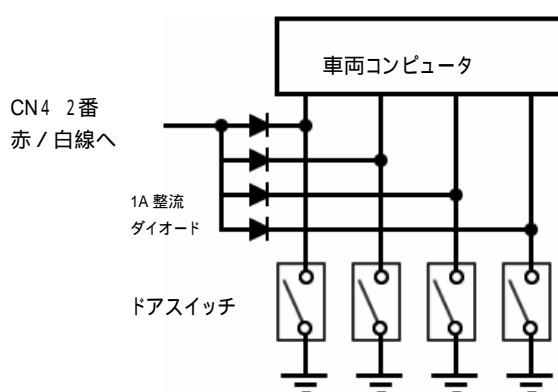 車両コンピュータ
CN4 2番
赤/白線へ
1A 整流
ダイオード
ドアスイッチ